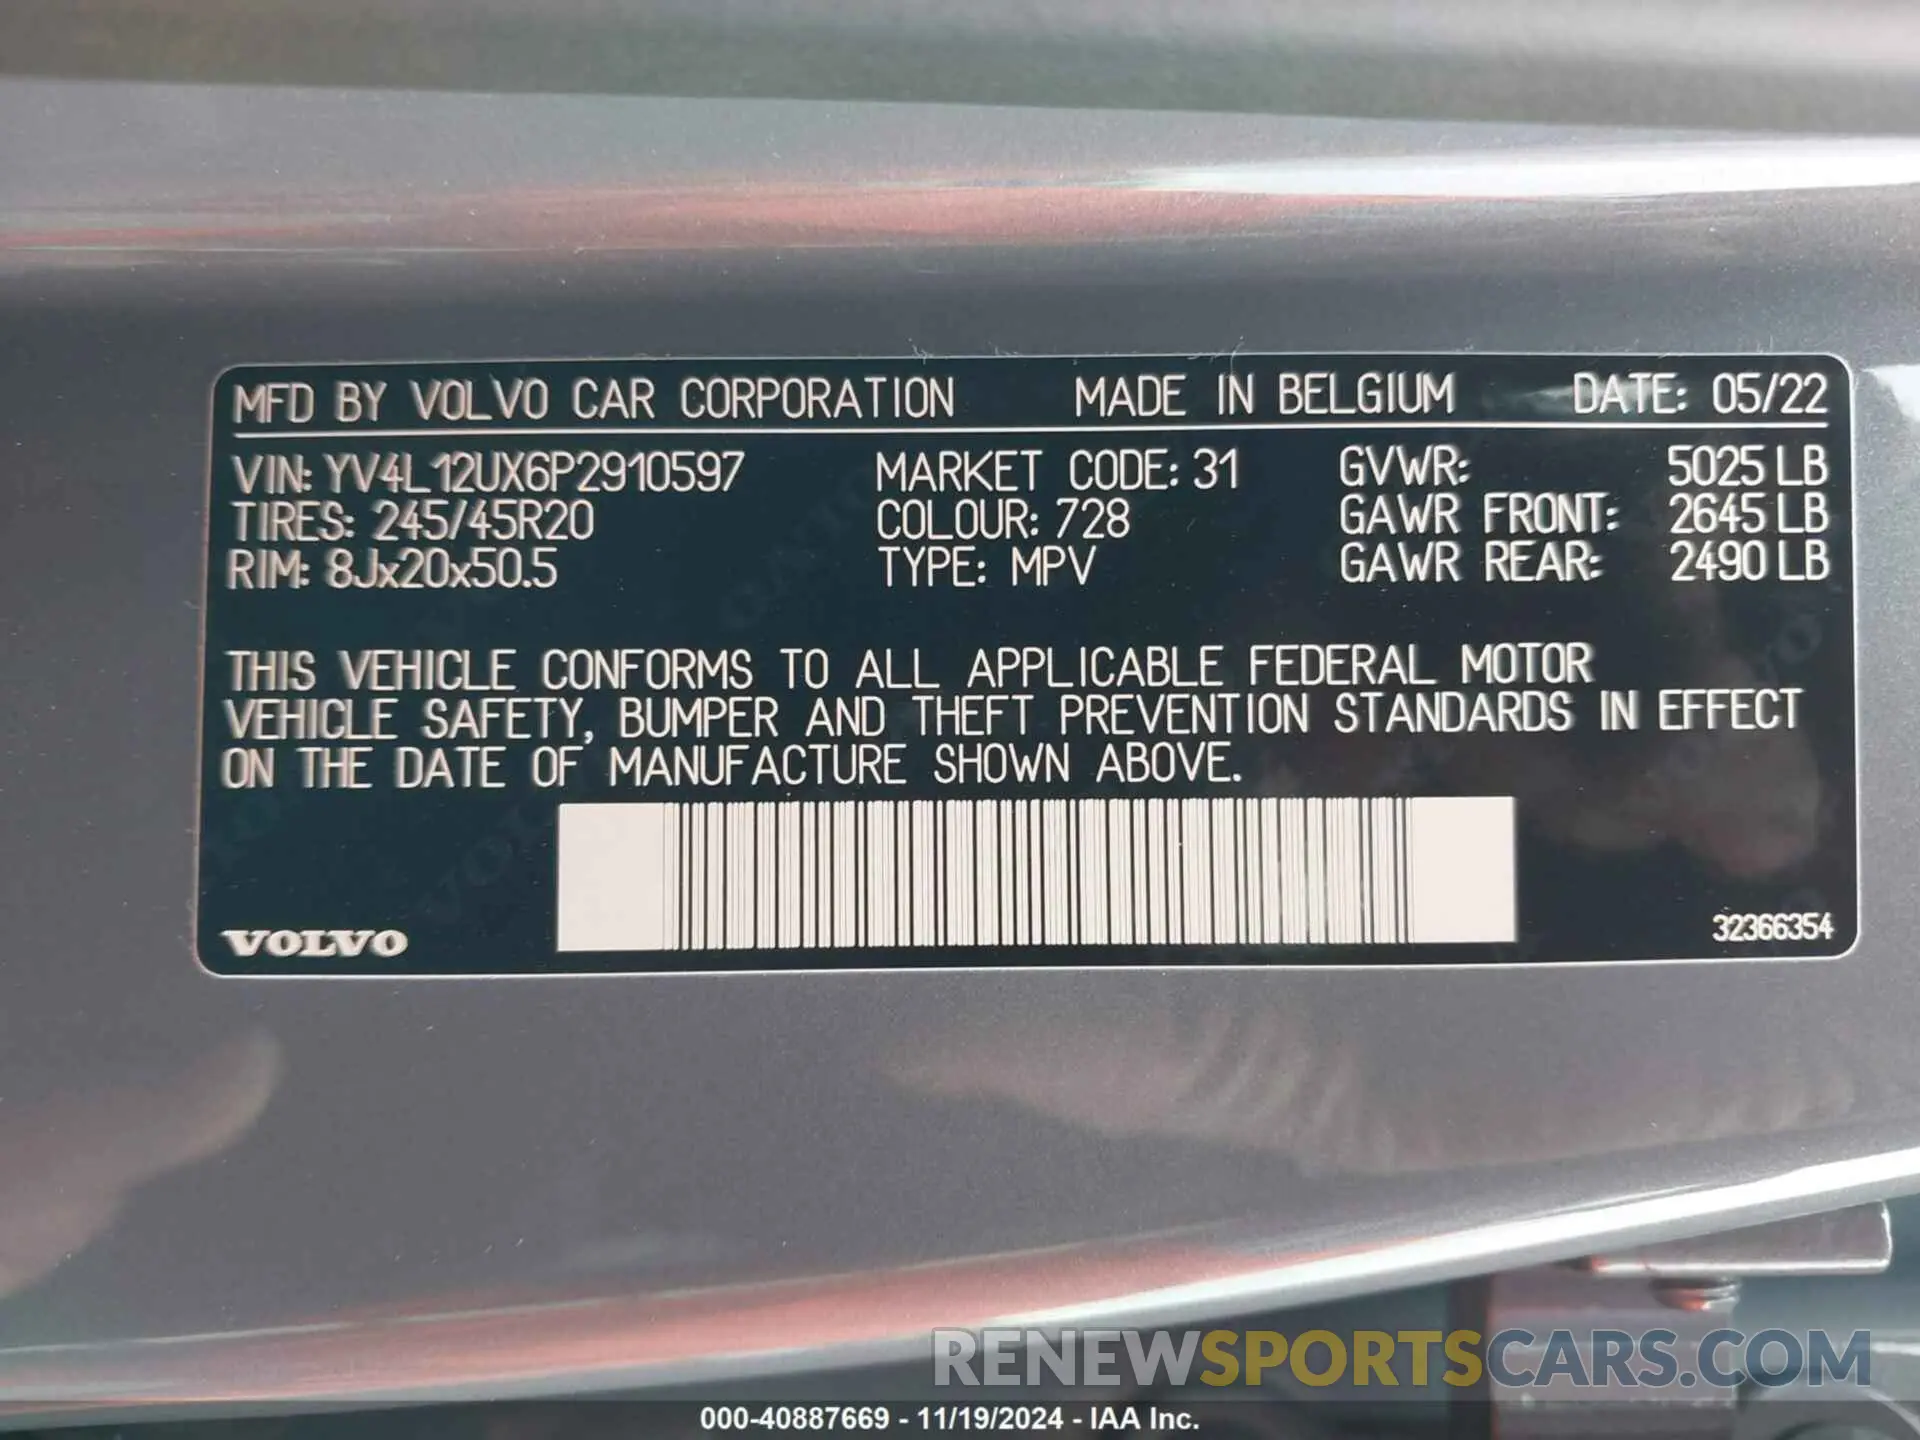 MFD BY VOLVO CAR CORPORATION MADE IN BELGIUM DATE: 05/22
VIN: YV4L12UX6P2910597 MARKET CODE: 31 GVWR: 5025 LB
TIRES: 245/45R20 COLOUR: 728 GAWR FRONT: 2645 LB
RIM: 8Jx20x50.5 TYPE: MPV GAWR REAR: 2490 LB
THIS VEHICLE CONFORMS TO ALL APPLICABLE FEDERAL MOTOR
VEHICLE SAFETY, BUMPER AND THEFT PREVENTION STANDARDS IN EFFECT
ON THE DATE OF MANUFACTURE SHOWN ABOVE.
VOLVO 32366354
RENEWSPORTSCARS.COM
000-40887669 - 11/19/2024 - IAA Inc.